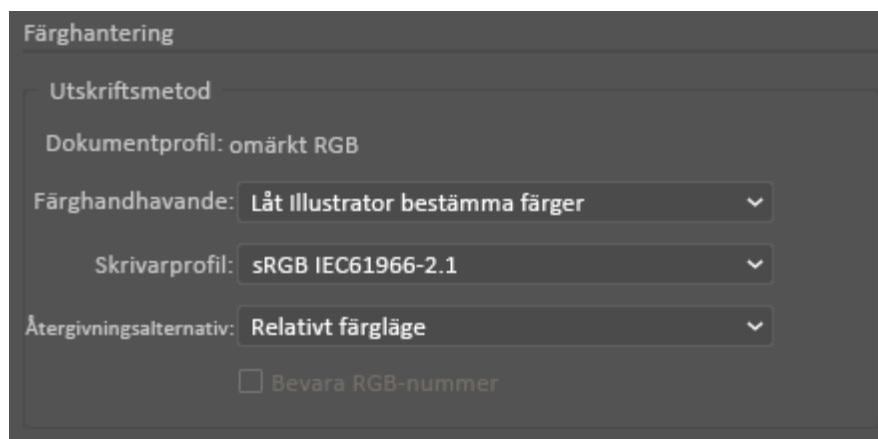 Färghantering
Utskriftsmetod
Dokumentprofil: omärkt RGB
Färghandhavande: Låt Illustrator bestämma färger
Skrivarprofil: sRGB IEC61966-2.1
Återgivningsalternativ: Relativt färgläge
Bevara RGB-nummer